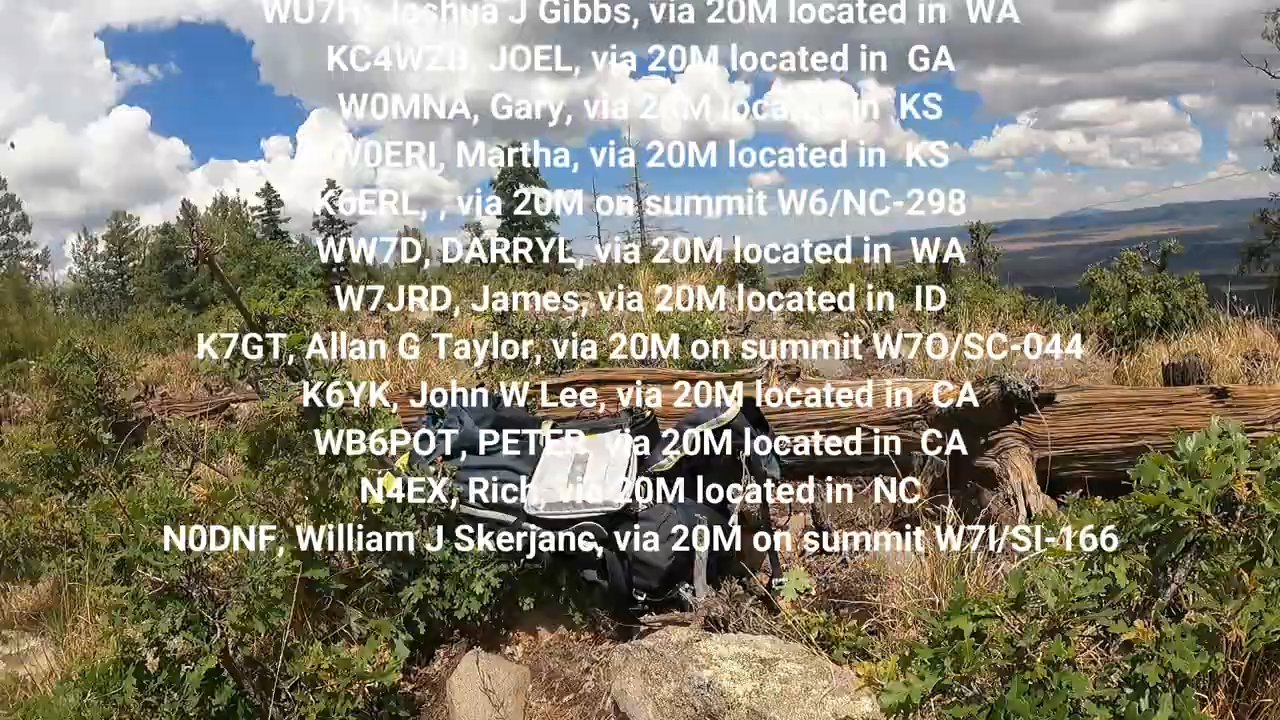 Joshua J Gibbs, via 20M located in WA
KC4WZB, JOEL, via 20M located in GA
W0MNA, Gary, via 20M located in KS
W0ERI, Martha, via 20M located in KS
K6ERL, , via 20M on summit W6/NC-298
WW7D, DARRYL, via 20M located in WA
W7JRD, James, via 20M located in ID
K7GT, Allan G Taylor, via 20M on summit W7O/SC-044
K6YK, John W Lee, via 20M located in CA
WB6POT, PETER, via 20M located in CA
N4EX, Rich, via 20M located in NC
N0DNF, William J Skerjanc, via 20M on summit W7I/SI-166